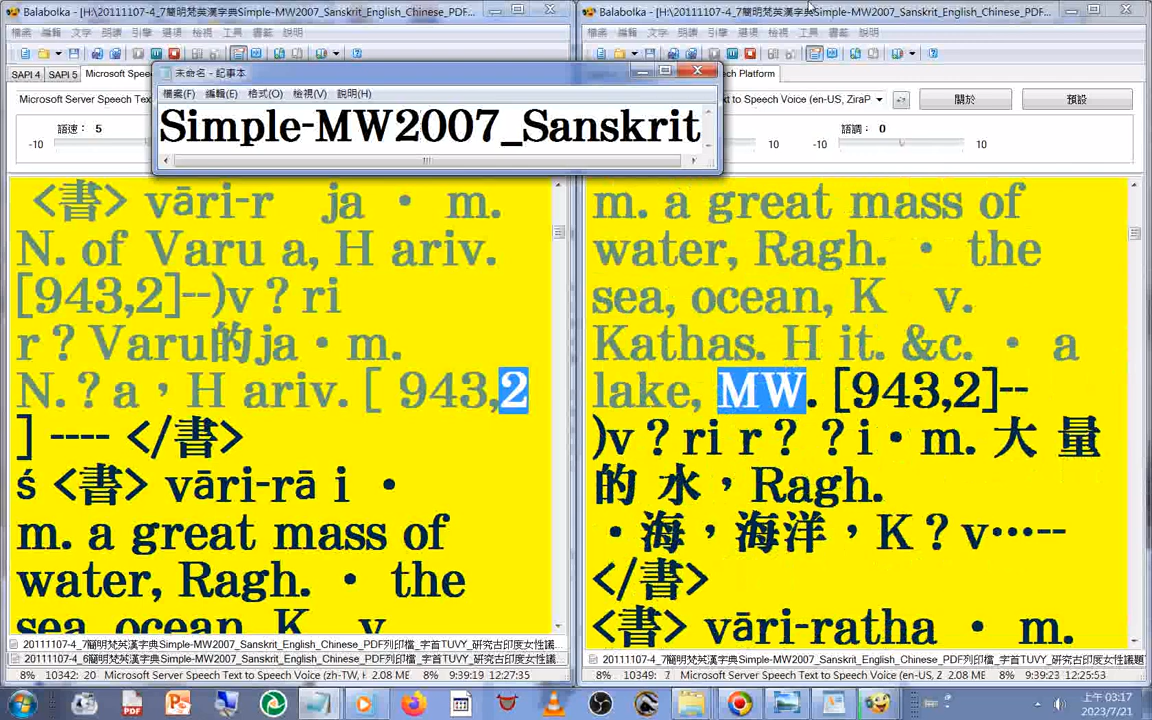 Balabolka - [H:\20111107-4_7簡明梵英漢字典Simple-MW2007_Sanskrit_English_Chinese_PDF...
Balabolka - [H:\20111107-4_7簡明梵英漢字典Simple-MW2007_Sanskrit_English_Chinese_PDF...
檔案 編輯 文字 朗讀 引擎 選項 檢視 工具 書籤 說明
檔案 編輯 文字 朗讀 引擎 選項 檢視 工具 書籤 說明
SAPI 4 SAPI 5 Microsoft Spee
未命名 - 記事本
ch Platform
檔案(F) 編輯(E) 格式(O) 檢視(V) 說明(H)
Simple-MW2007_Sanskrit
Microsoft Server Speech Text
to Speech Voice (en-US, ZiraP
關於 預設
語速: 5
語調: 0
-10
10 -10 10
<書> vāri-r ja • m.
N. of Varu a, H ariv.
[943,2]--)v?ri
r?Varu的ja•m.
N.?a,H ariv. [ 943,2
] ---- </書>
ś <書> vāri-rā i •
m. a great mass of
water, Ragh. • the
sea, ocean, K v.
m. a great mass of
water, Ragh. • the
sea, ocean, K v.
Kathas. H it. &c. • a
lake, MW. [943,2]--
)v?ri r??i•m. 大 量
的 水,Ragh.
•海,海洋,K?v…--
</書>
<書> vāri-ratha • m.
20111107-4_7簡明梵英漢字典Simple-MW2007_Sanskrit_English_Chinese_PDF列印檔_字首TUVY_研究古印度女性議...
20111107-4_6簡明梵英漢字典Simple-MW2007_Sanskrit_English_Chinese_PDF列印檔_字首TUVY_研究古印度女性議...
20111107-4_7簡明梵英漢字典Simple-MW2007_Sanskrit_English_Chinese_PDF列印檔_字首TUVY_研究古印度女性議題
8% 10342: 20 Microsoft Server Speech Text to Speech Voice (zh-TW, H 2.08 MB 8% 9:39:19 12:27:35
8% 10349: 7 Microsoft Server Speech Text to Speech Voice (en-US, 2.08 MB 8% 9:39:23 12:25:53
上午 03:17
2023/7/21